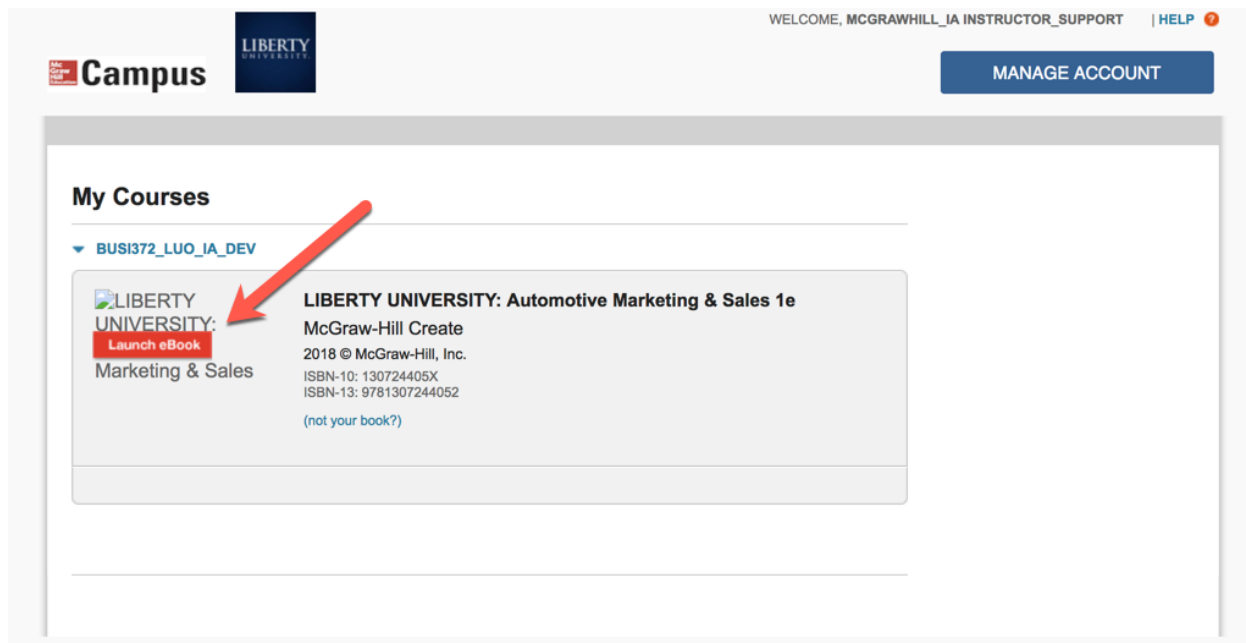 WELCOME, MCGRAWHILL_IA INSTRUCTOR_SUPPORT | HELP ?
Mc Graw Hill Education Campus
LIBERTY
UNIVERSITY.
MANAGE ACCOUNT
My Courses
BUSI372_LUO_IA_DEV
LIBERTY
UNIVERSITY:
Launch eBook
Marketing & Sales
LIBERTY UNIVERSITY: Automotive Marketing & Sales 1e
McGraw-Hill Create
2018 © McGraw-Hill, Inc.
ISBN-10: 130724405X
ISBN-13: 9781307244052
(not your book?)